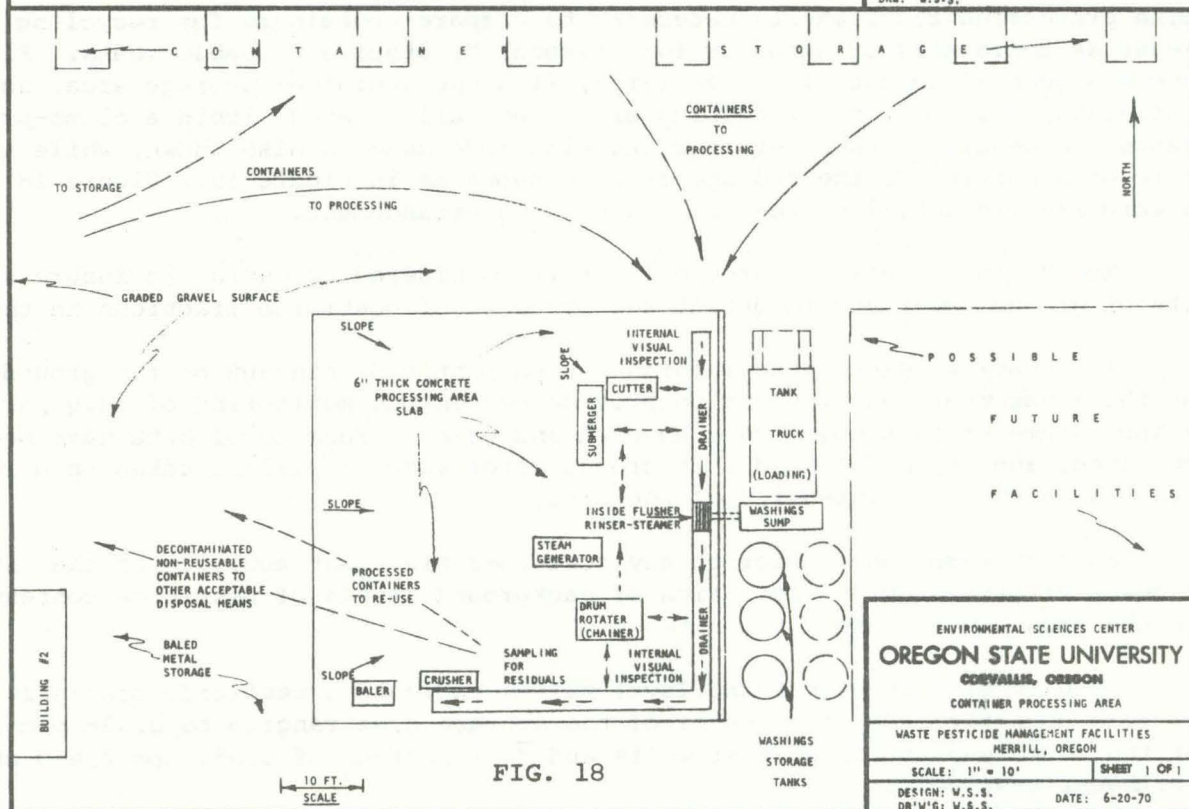 DRG: W.S.S.
C O N T A I N E R S T O R A G E
CONTAINERS
TO
PROCESSING
TO STORAGE
CONTAINERS
TO PROCESSING
NORTH
GRADED GRAVEL SURFACE
SLOPE
6" THICK CONCRETE
PROCESSING AREA
SLAB
SLOPE
SUBMERGER
CUTTER
INTERNAL
VISUAL
INSPECTION
DRAINER
TANK
TRUCK
(LOADING)
P O S S I B L E
F U T U R E
F A C I L I T I E S
SLOPE
INSIDE FLUSHER
RINSER-STEAMER
WASHINGS
SUMP
STEAM
GENERATOR
DECONTAMINATED
NON-REUSEABLE
CONTAINERS TO
OTHER ACCEPTABLE
DISPOSAL MEANS
PROCESSED
CONTAINERS
TO RE-USE
DRUM
ROTATER
(CHAINER)
DRAINER
BUILDING #2
BALED
METAL
STORAGE
SLOPE
BALER
CRUSHER
SAMPLING
FOR
RESIDUALS
INTERNAL
VISUAL
INSPECTION
WASHINGS
STORAGE
TANKS
10 FT.
SCALE
FIG. 18
ENVIRONMENTAL SCIENCES CENTER
OREGON STATE UNIVERSITY
CORVALLIS, OREGON
CONTAINER PROCESSING AREA
WASTE PESTICIDE MANAGEMENT FACILITIES
MERRILL, OREGON
SCALE: 1" = 10'
SHEET 1 OF 1
DESIGN: W.S.S.
DR'W'G: W.S.S.
DATE: 6-20-70